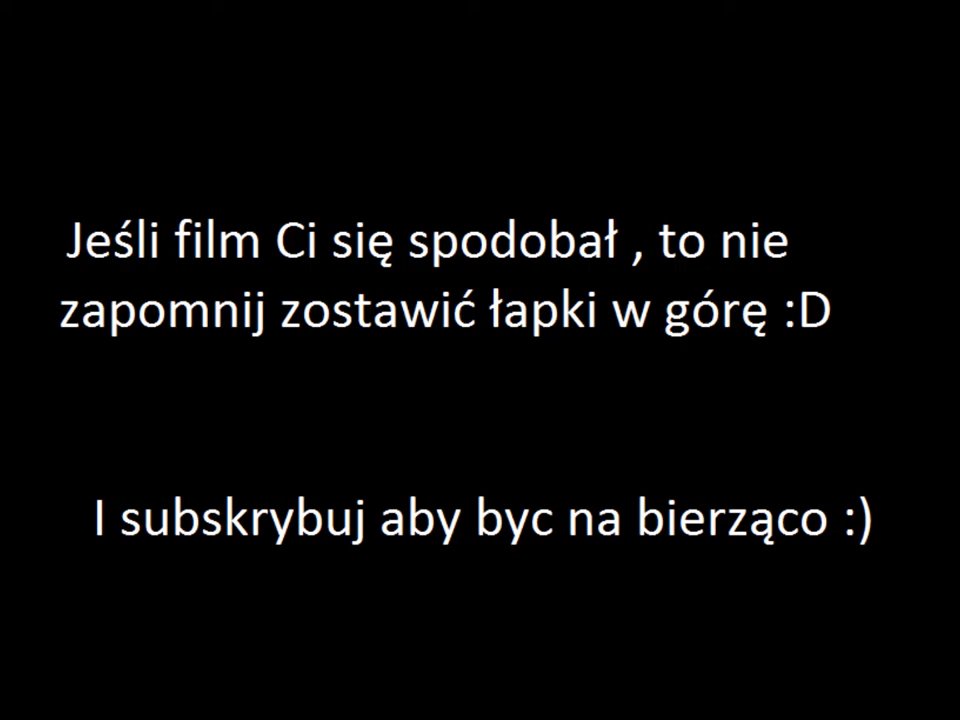 Jeśli film Ci się spodobał , to nie
zapomnij zostawić łapki w górę :D
I subskrybuj aby byc na bierząco :)